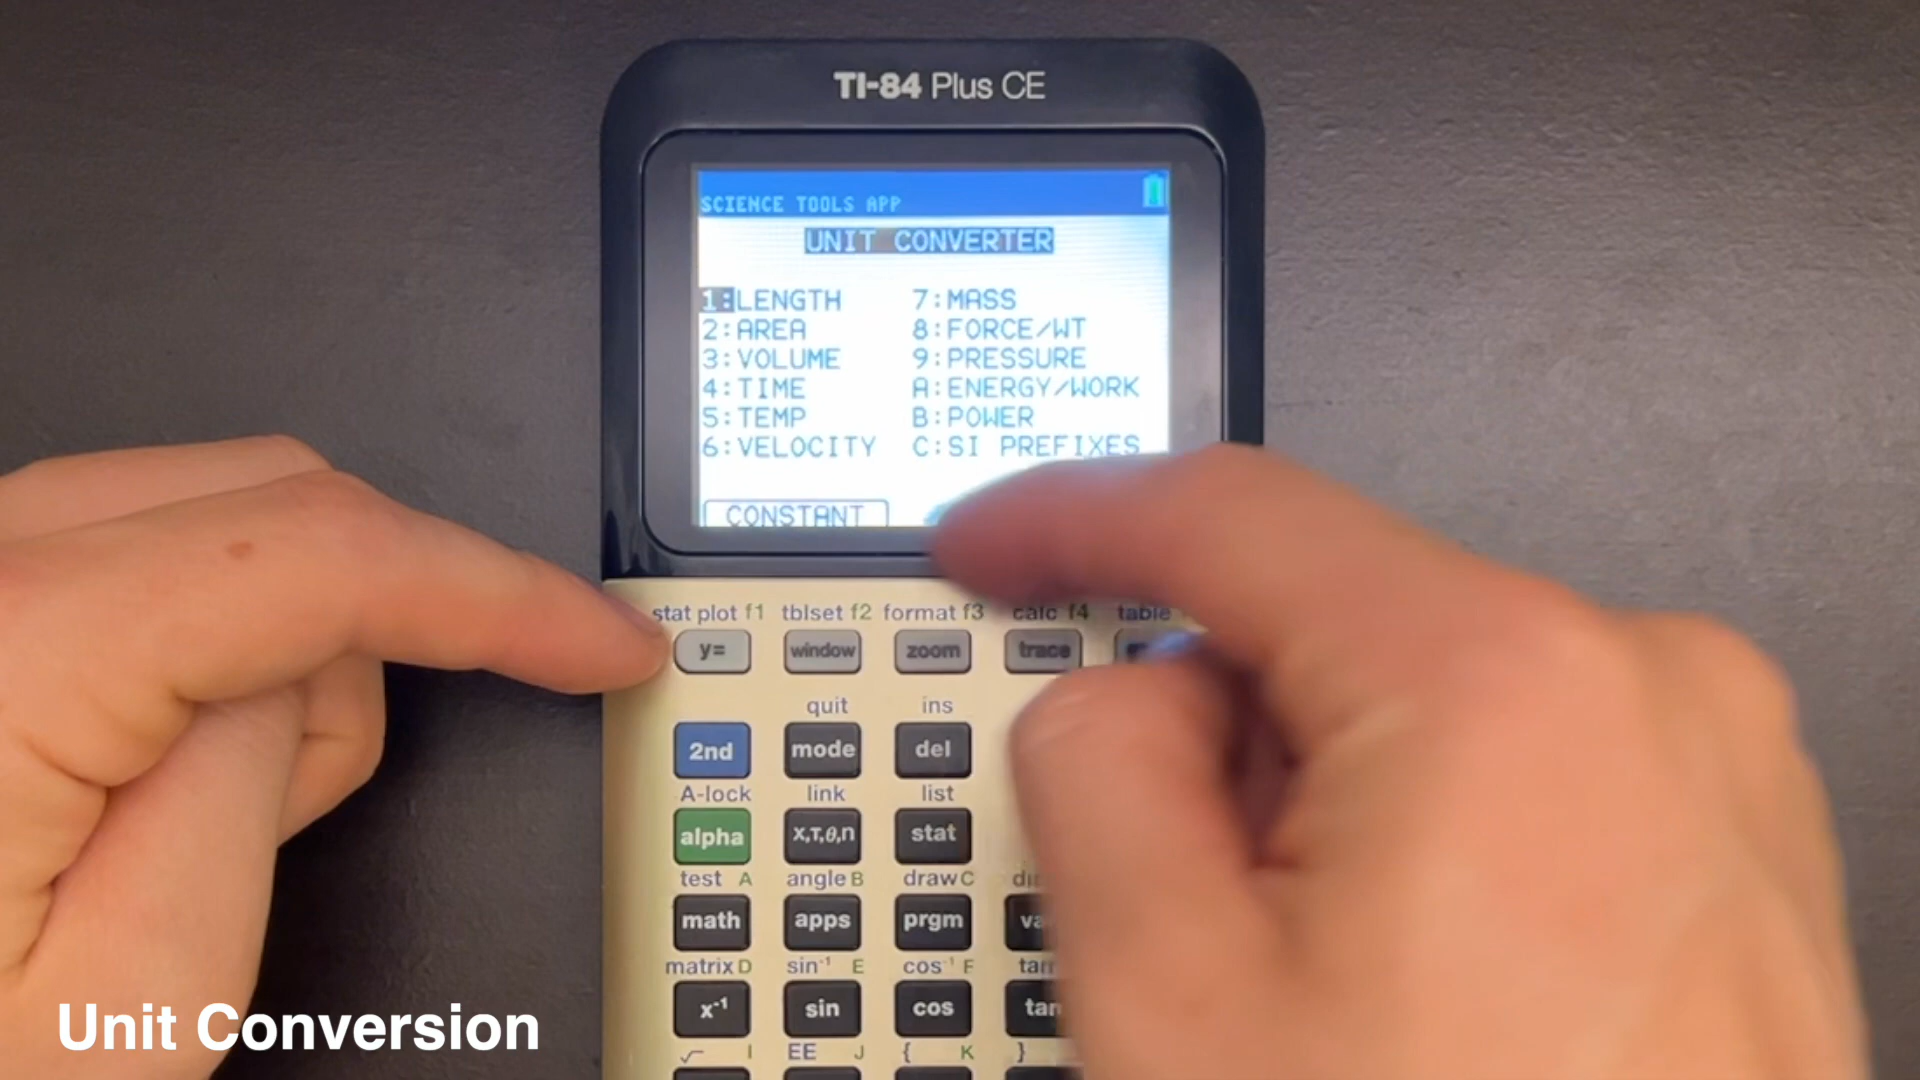 TI-84 Plus CE
SCIENCE TOOLS APP
UNIT CONVERTER
1:LENGTH 7:MASS
2:AREA 8:FORCE/WT
3:VOLUME 9:PRESSURE
4:TIME A:ENERGY/WORK
5:TEMP B:POWER
6:VELOCITY C:SI PREFIXES
CONSTANT
stat plot f1 tblset f2 format f3 calc f4 table
y= window zoom trace
quit ins
2nd mode del
A-lock link list
alpha X,T,θ,n stat
test A angle B draw C
math apps prgm
matrix D sin⁻¹ E cos⁻¹ F
x⁻¹ sin cos tan
√ I EE J { K }
Unit Conversion